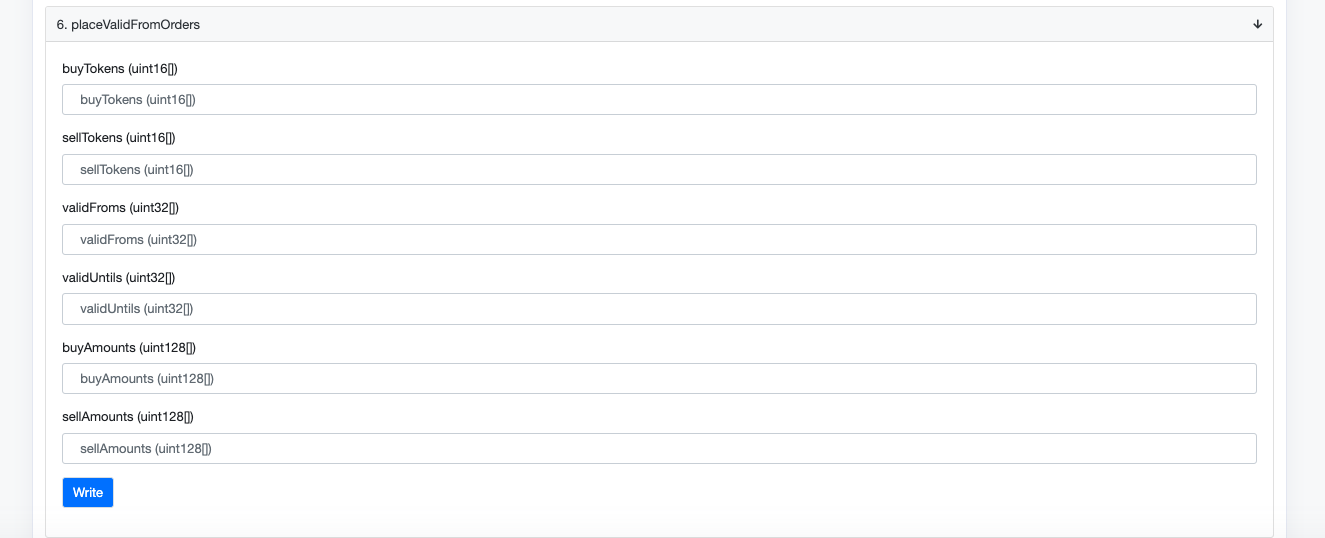 6. placeValidFromOrders
buyTokens (uint16[])
buyTokens (uint16[])
sellTokens (uint16[])
sellTokens (uint16[])
validFroms (uint32[])
validFroms (uint32[])
validUntils (uint32[])
validUntils (uint32[])
buyAmounts (uint128[])
buyAmounts (uint128[])
sellAmounts (uint128[])
sellAmounts (uint128[])
Write